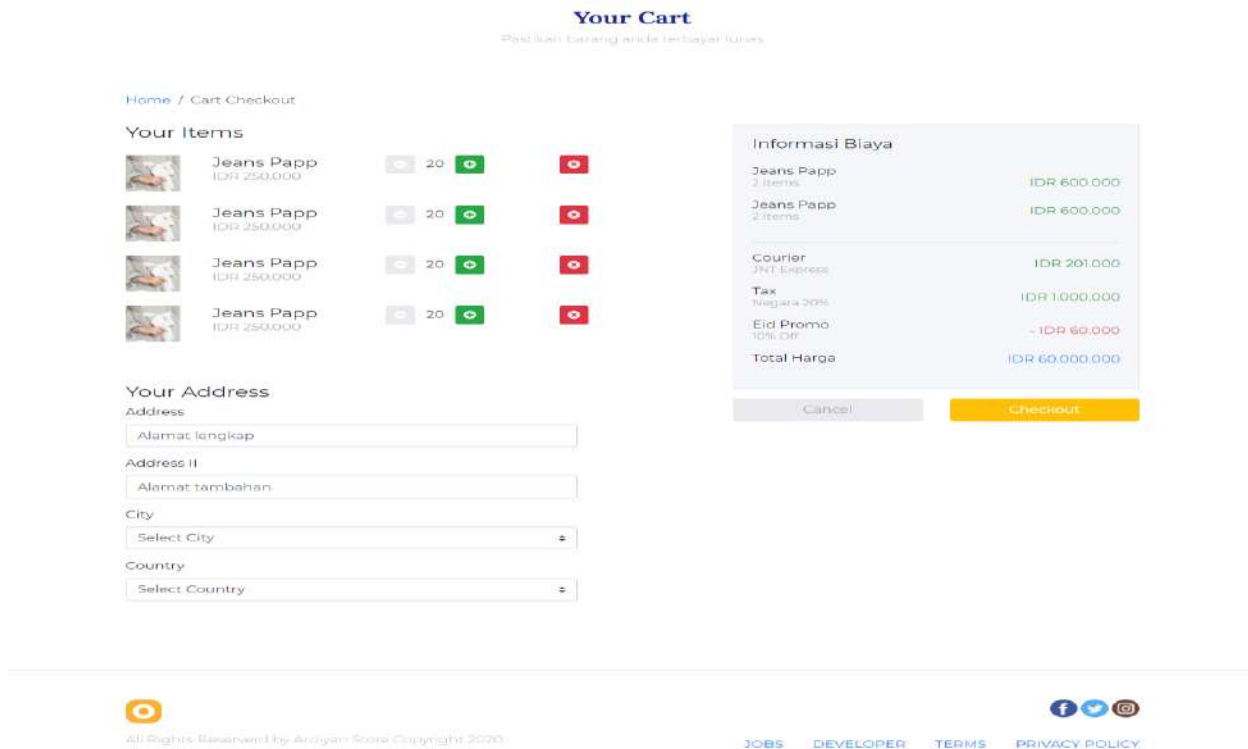 Your Cart
Pastikan barang anda terbayar lunas
Home / Cart Checkout
Your Items
Jeans Papp
IDR 250.000
20
Jeans Papp
IDR 250.000
20
Jeans Papp
IDR 250.000
20
Jeans Papp
IDR 250.000
20
Your Address
Address
Alamat lengkap
Address II
Alamat tambahan
City
Select City
Country
Select Country
Informasi Biaya
Jeans Papp
2 items
IDR 600.000
Jeans Papp
2 items
IDR 600.000
Courier
JNT Express
IDR 201.000
Tax
Negara 20%
IDR 1.000.000
Eid Promo
10% Off
- IDR 60.000
Total Harga
IDR 60.000.000
Cancel
Checkout
All Rights by Store Copyright 2020
JOBS DEVELOPER TERMS PRIVACY POLICY